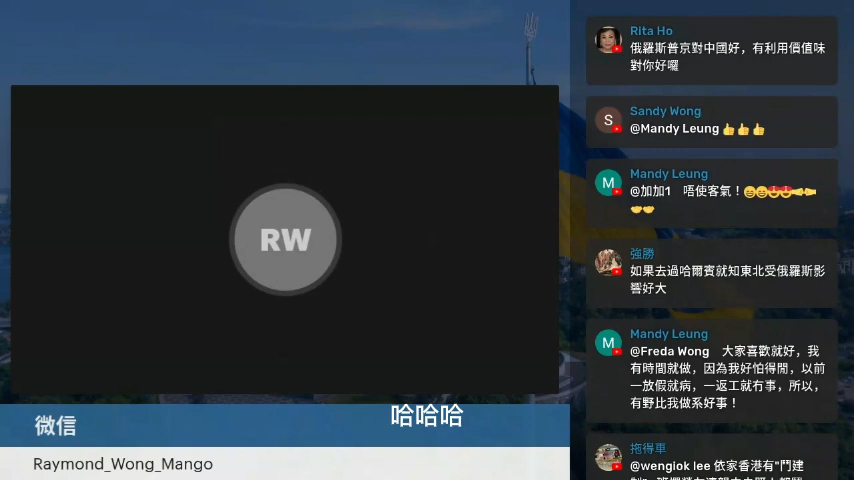 RW
哈哈哈
微信
Raymond_Wong_Mango
Rita Ho
俄羅斯普京對中國好，有利用價值味
對你好囉
S
Sandy Wong
@Mandy Leung
M
Mandy Leung
@加加1 唔使客氣！
強勝
如果去過哈爾賓就知東北受俄羅斯影
響好大
M
Mandy Leung
@Freda Wong 大家喜歡就好，我
有時間就做，因為我好怕得閒，以前
一放假就病，一返工就冇事，所以，
有野比我做系好事！
拖得車
@wengiok lee 依家香港有"鬥建